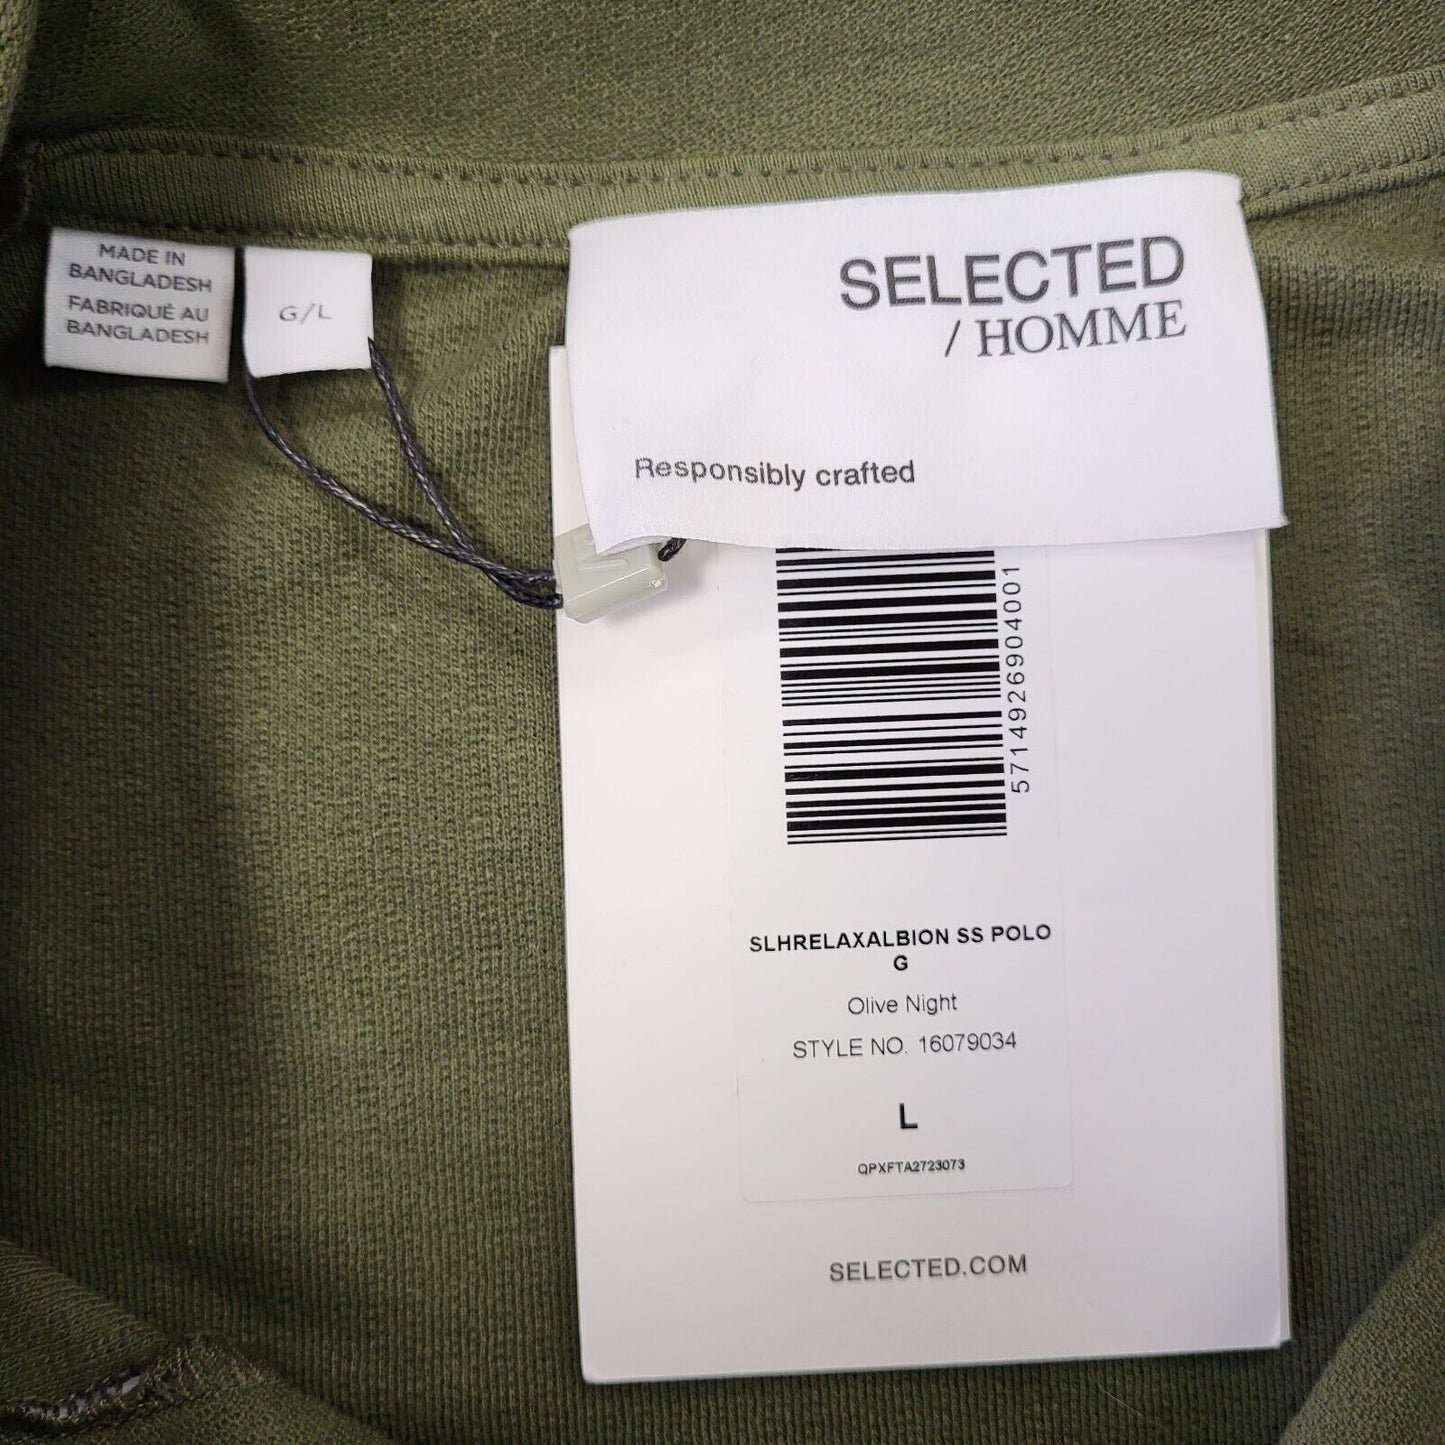 MADE IN
BANGLADESH
FABRIQUÉ AU
BANGLADESH
G/L
SELECTED
/ HOMME
Responsibly crafted
5714926904001
SLHRELAXALBION SS POLO
G
Olive Night
STYLE NO. 16079034
L
QPXFTA2723073
SELECTED.COM